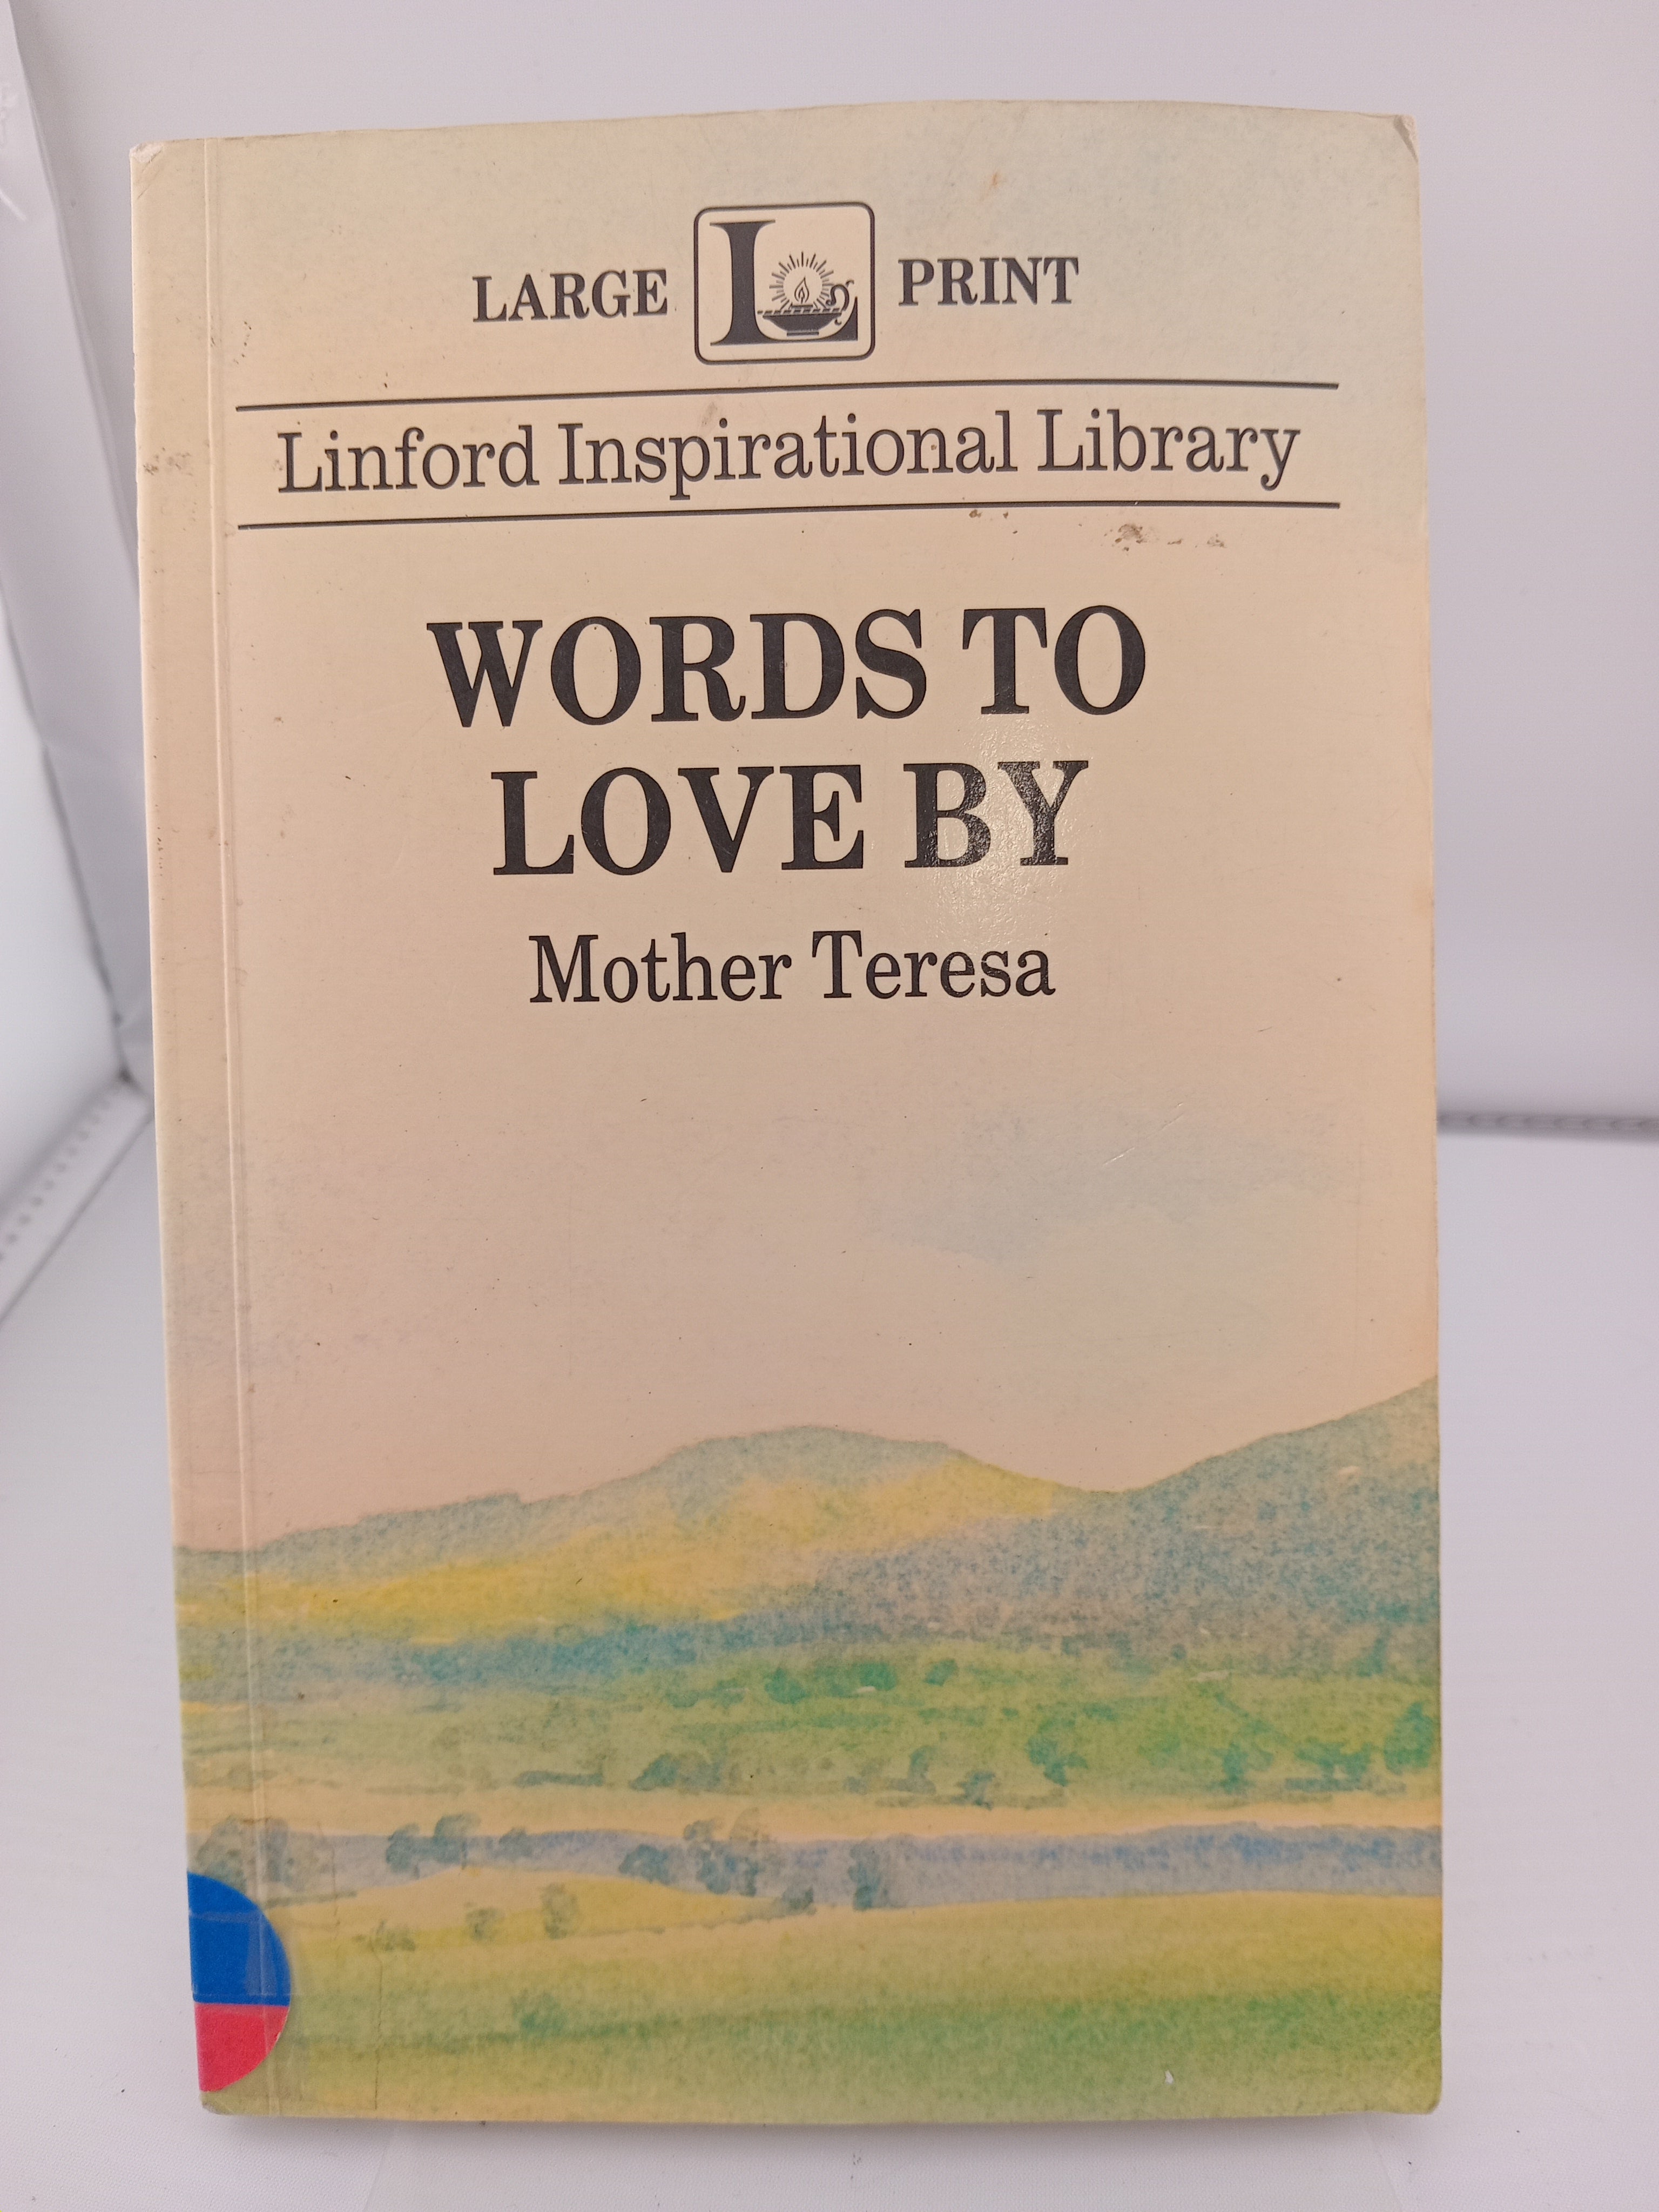 LARGE L PRINT
Linford Inspirational Library
WORDS TO
LOVE BY
Mother Teresa